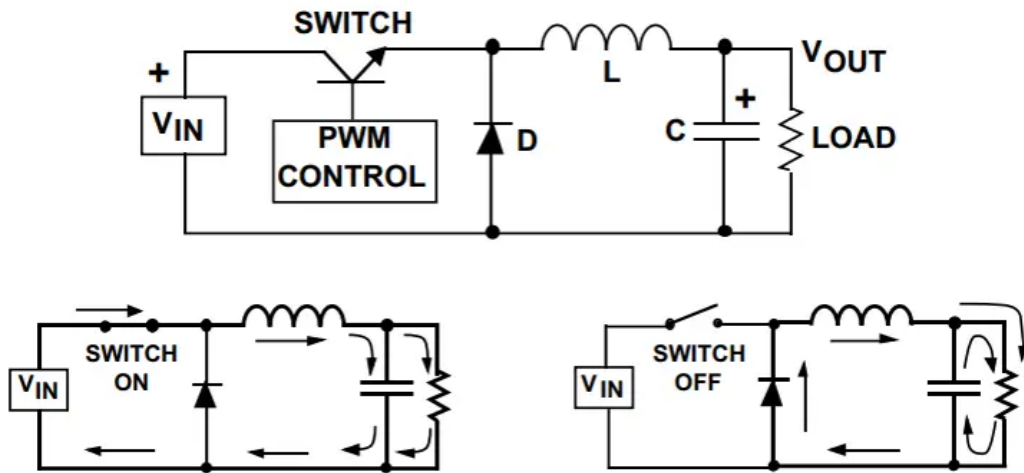 SWITCH
VOUT
L
+
+
VIN
PWM
CONTROL
D
C
LOAD
SWITCH
ON
VIN
SWITCH
OFF
VIN